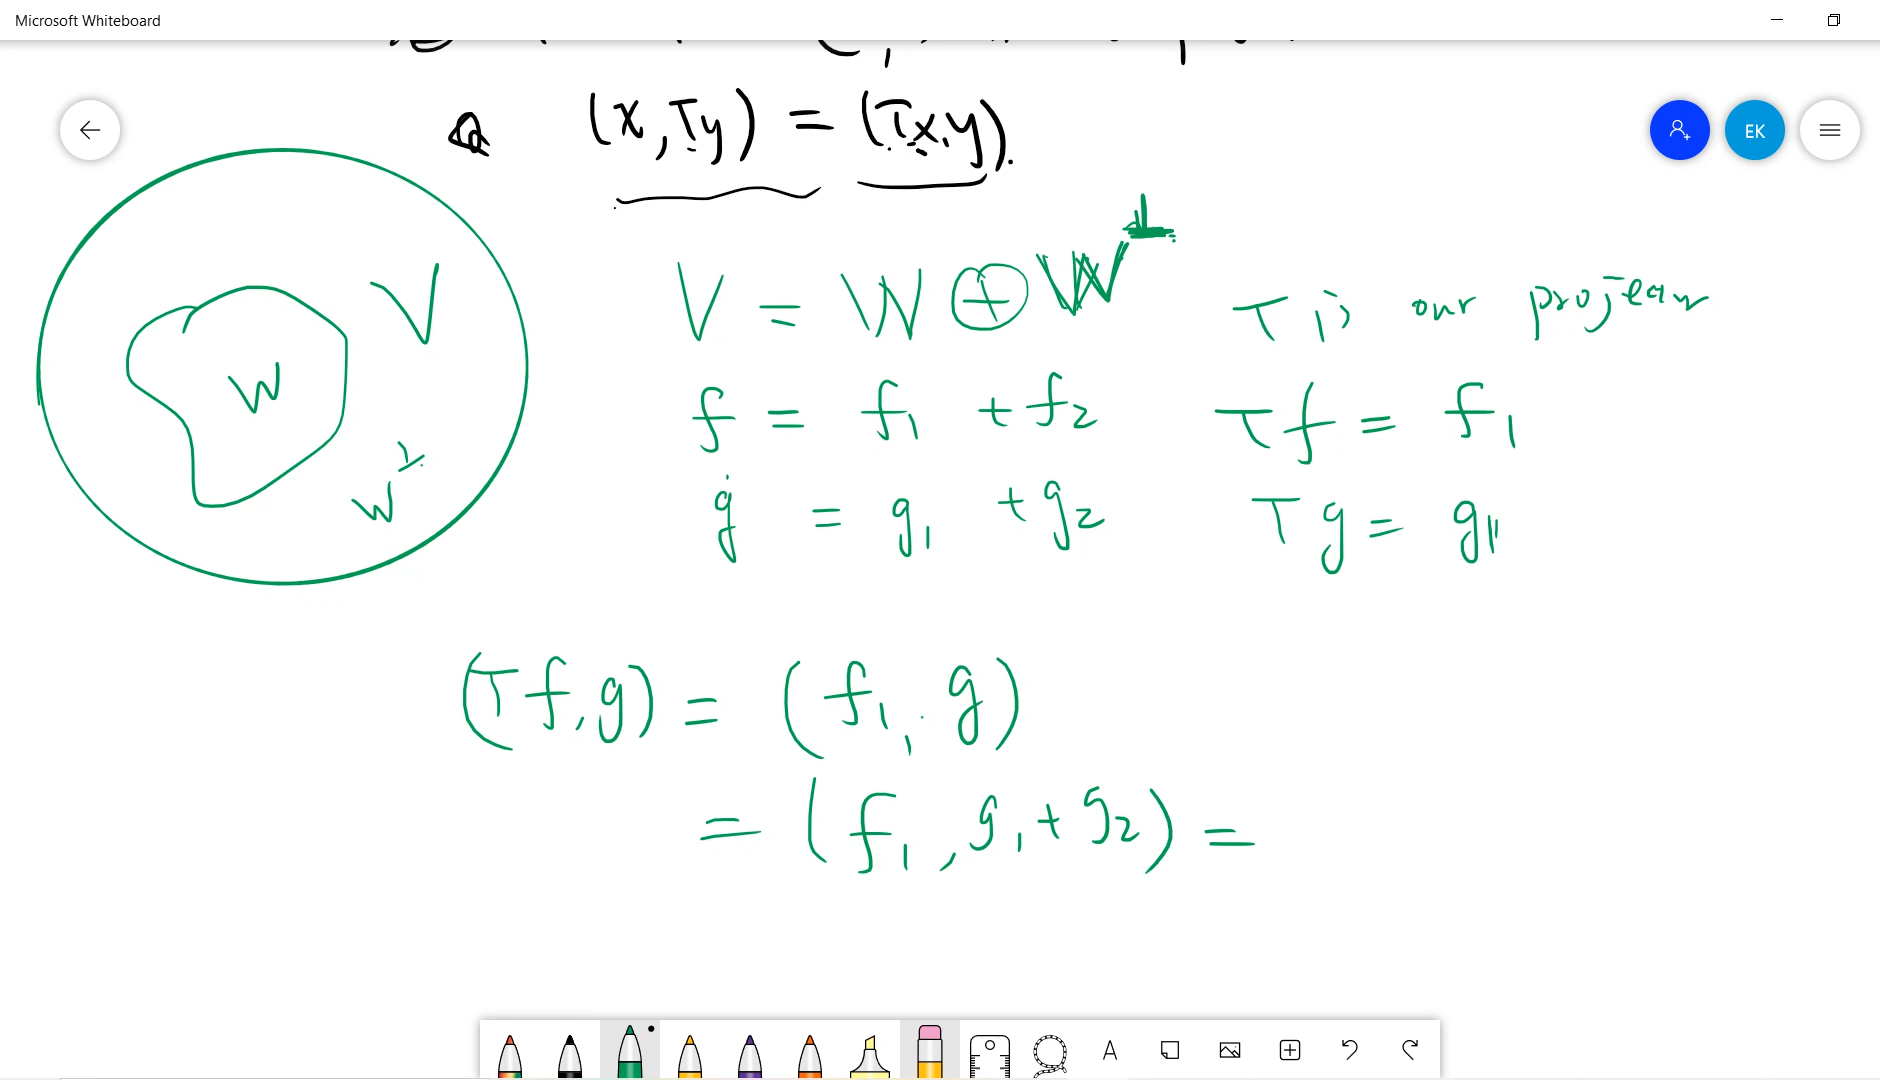 Microsoft Whiteboard
(x, Ty) = (Tx, y).
EK
V
W
W⊥
V = W ⊕ W⊥
T is our projean
f = f1 + f2
Tf = f1
g = g1 + g2
Tg = g1
(Tf, g) = (f1, g)
= (f1, g1 + g2) =
A